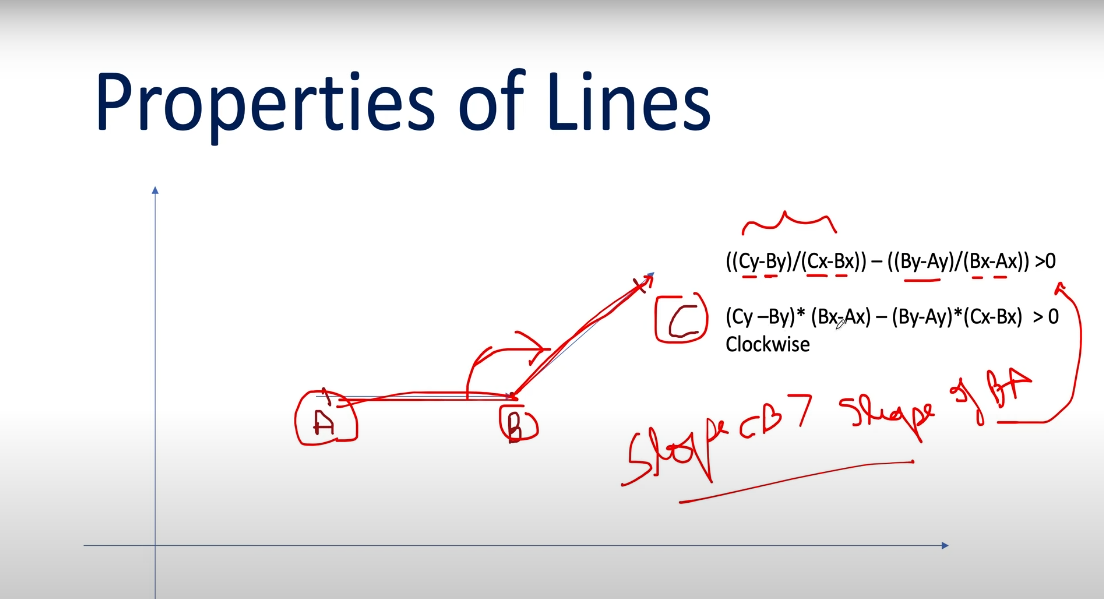 Properties of Lines
((Cy-By)/(Cx-Bx)) – ((By-Ay)/(Bx-Ax)) >0
(Cy –By)* (Bx-Ax) – (By-Ay)*(Cx-Bx) > 0
Clockwise
C
A
B
Slope CB > Slope of BA